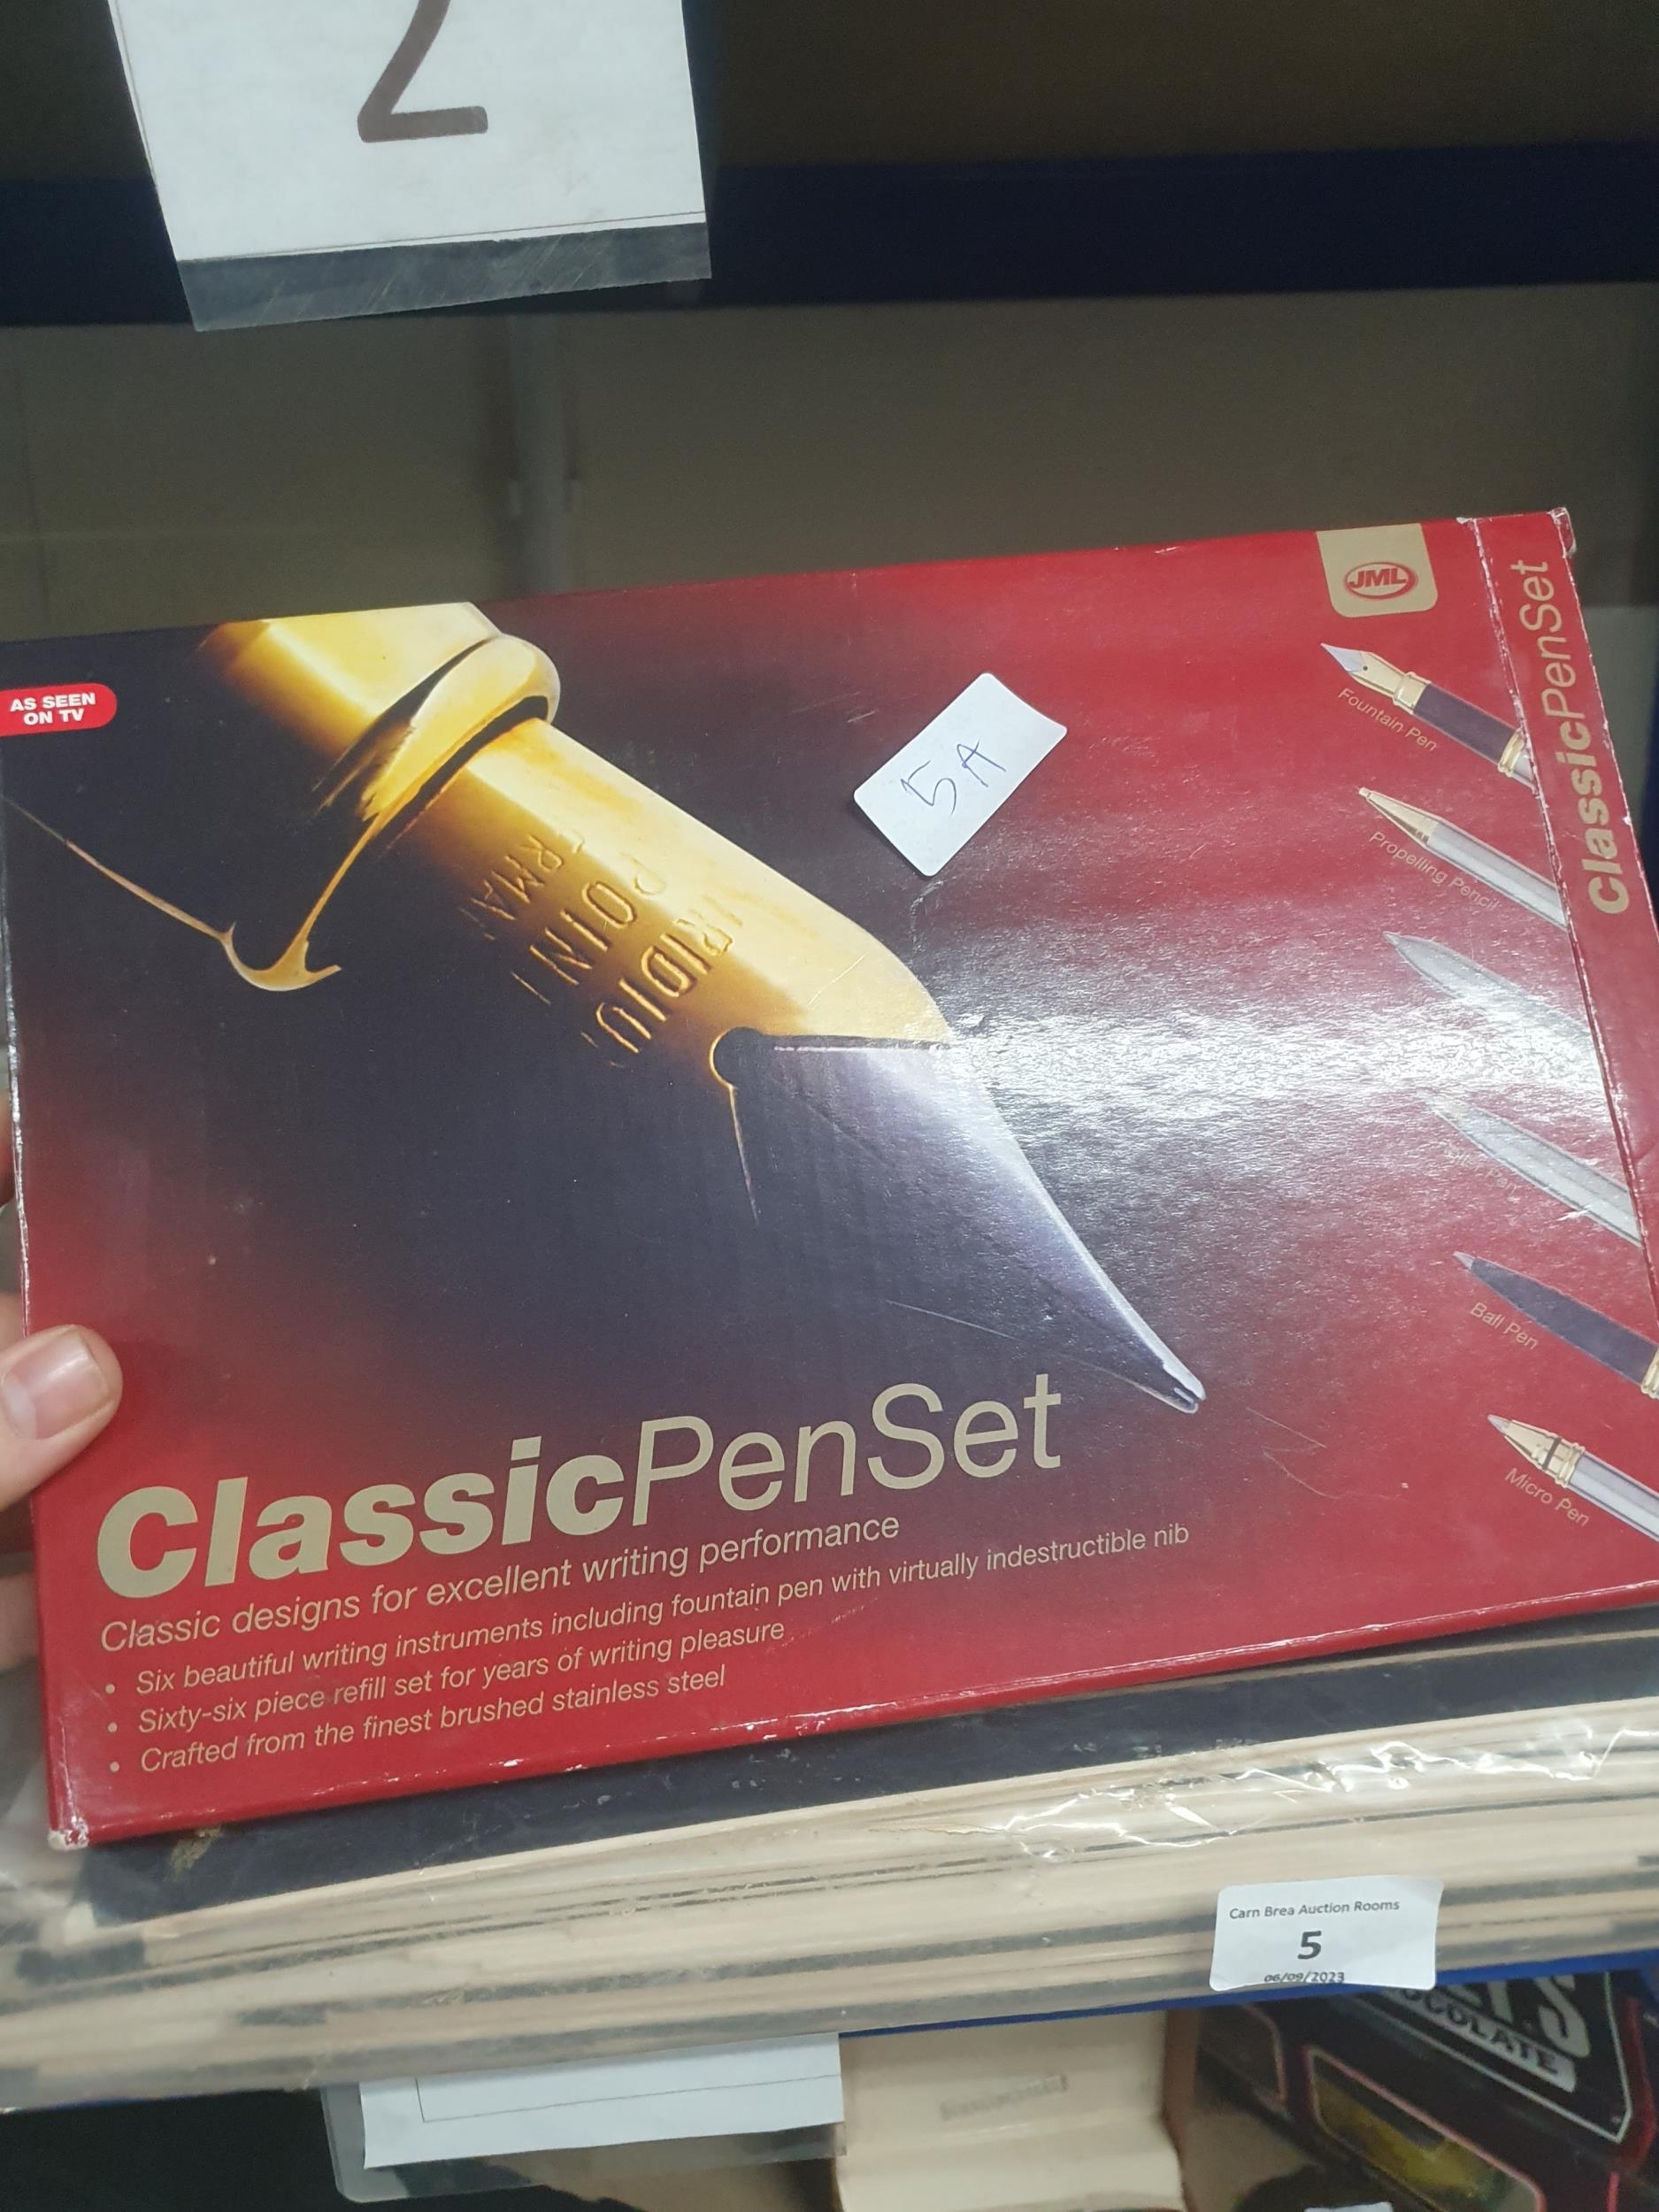 2
JML
AS SEEN
ON TV
5A
Fountain Pen
Propelling Pencil
Ball Pen
Micro Pen
ClassicPenSet
IRIDIU
POINT
ERMAN
ClassicPenSet
Classic designs for excellent writing performance
• Six beautiful writing instruments including fountain pen with virtually indestructible nib
• Sixty-six piece refill set for years of writing pleasure
• Crafted from the finest brushed stainless steel
Carn Brea Auction Rooms
5
06/09/2023